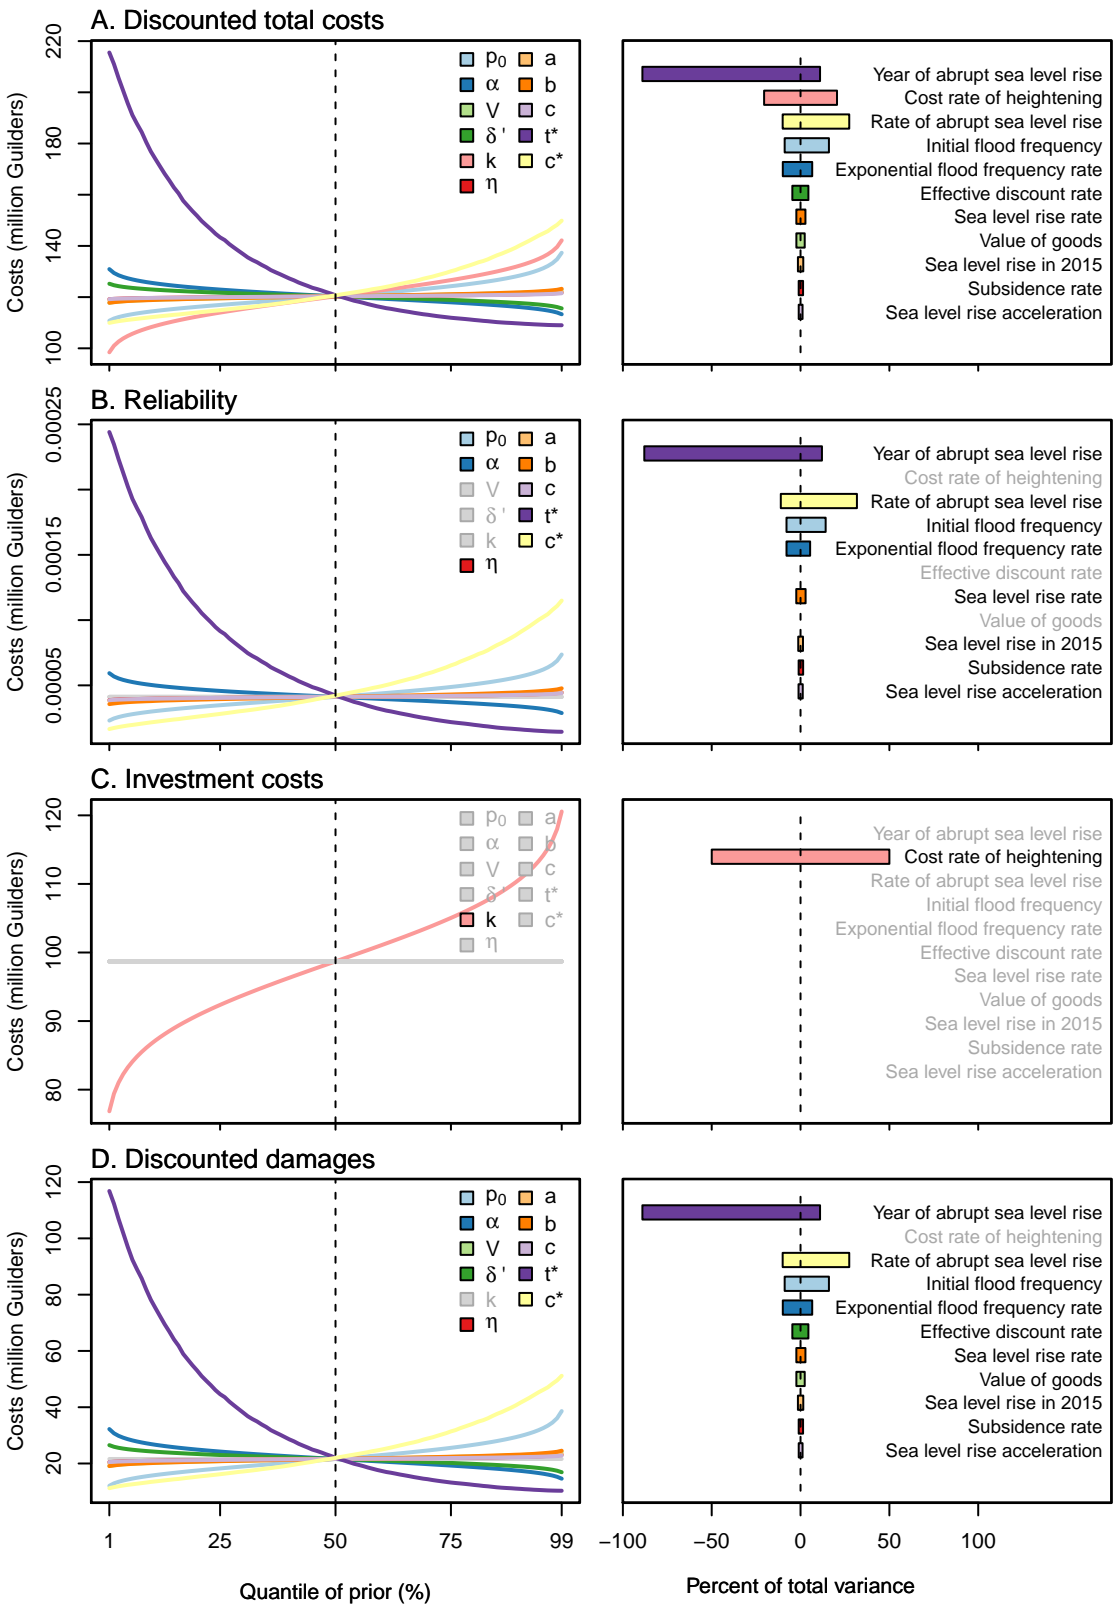 A. Discounted total costs
Costs (million Guilders)
220
180
140
100
p0 a
α b
V c
δ ' t*
k c*
η
Year of abrupt sea level rise
Cost rate of heightening
Rate of abrupt sea level rise
Initial flood frequency
Exponential flood frequency rate
Effective discount rate
Sea level rise rate
Value of goods
Sea level rise in 2015
Subsidence rate
Sea level rise acceleration
B. Reliability
Costs (million Guilders)
0.00025
0.00015
0.00005
p0 a
α b
V c
δ ' t*
k c*
η
Year of abrupt sea level rise
Cost rate of heightening
Rate of abrupt sea level rise
Initial flood frequency
Exponential flood frequency rate
Effective discount rate
Sea level rise rate
Value of goods
Sea level rise in 2015
Subsidence rate
Sea level rise acceleration
C. Investment costs
Costs (million Guilders)
120
110
100
90
80
p0 a
α b
V c
δ ' t*
k c*
η
Year of abrupt sea level rise
Cost rate of heightening
Rate of abrupt sea level rise
Initial flood frequency
Exponential flood frequency rate
Effective discount rate
Sea level rise rate
Value of goods
Sea level rise in 2015
Subsidence rate
Sea level rise acceleration
D. Discounted damages
Costs (million Guilders)
120
100
80
60
40
20
p0 a
α b
V c
δ ' t*
k c*
η
1 25 50 75 99
Quantile of prior (%)
Year of abrupt sea level rise
Cost rate of heightening
Rate of abrupt sea level rise
Initial flood frequency
Exponential flood frequency rate
Effective discount rate
Sea level rise rate
Value of goods
Sea level rise in 2015
Subsidence rate
Sea level rise acceleration
−100 −50 0 50 100
Percent of total variance